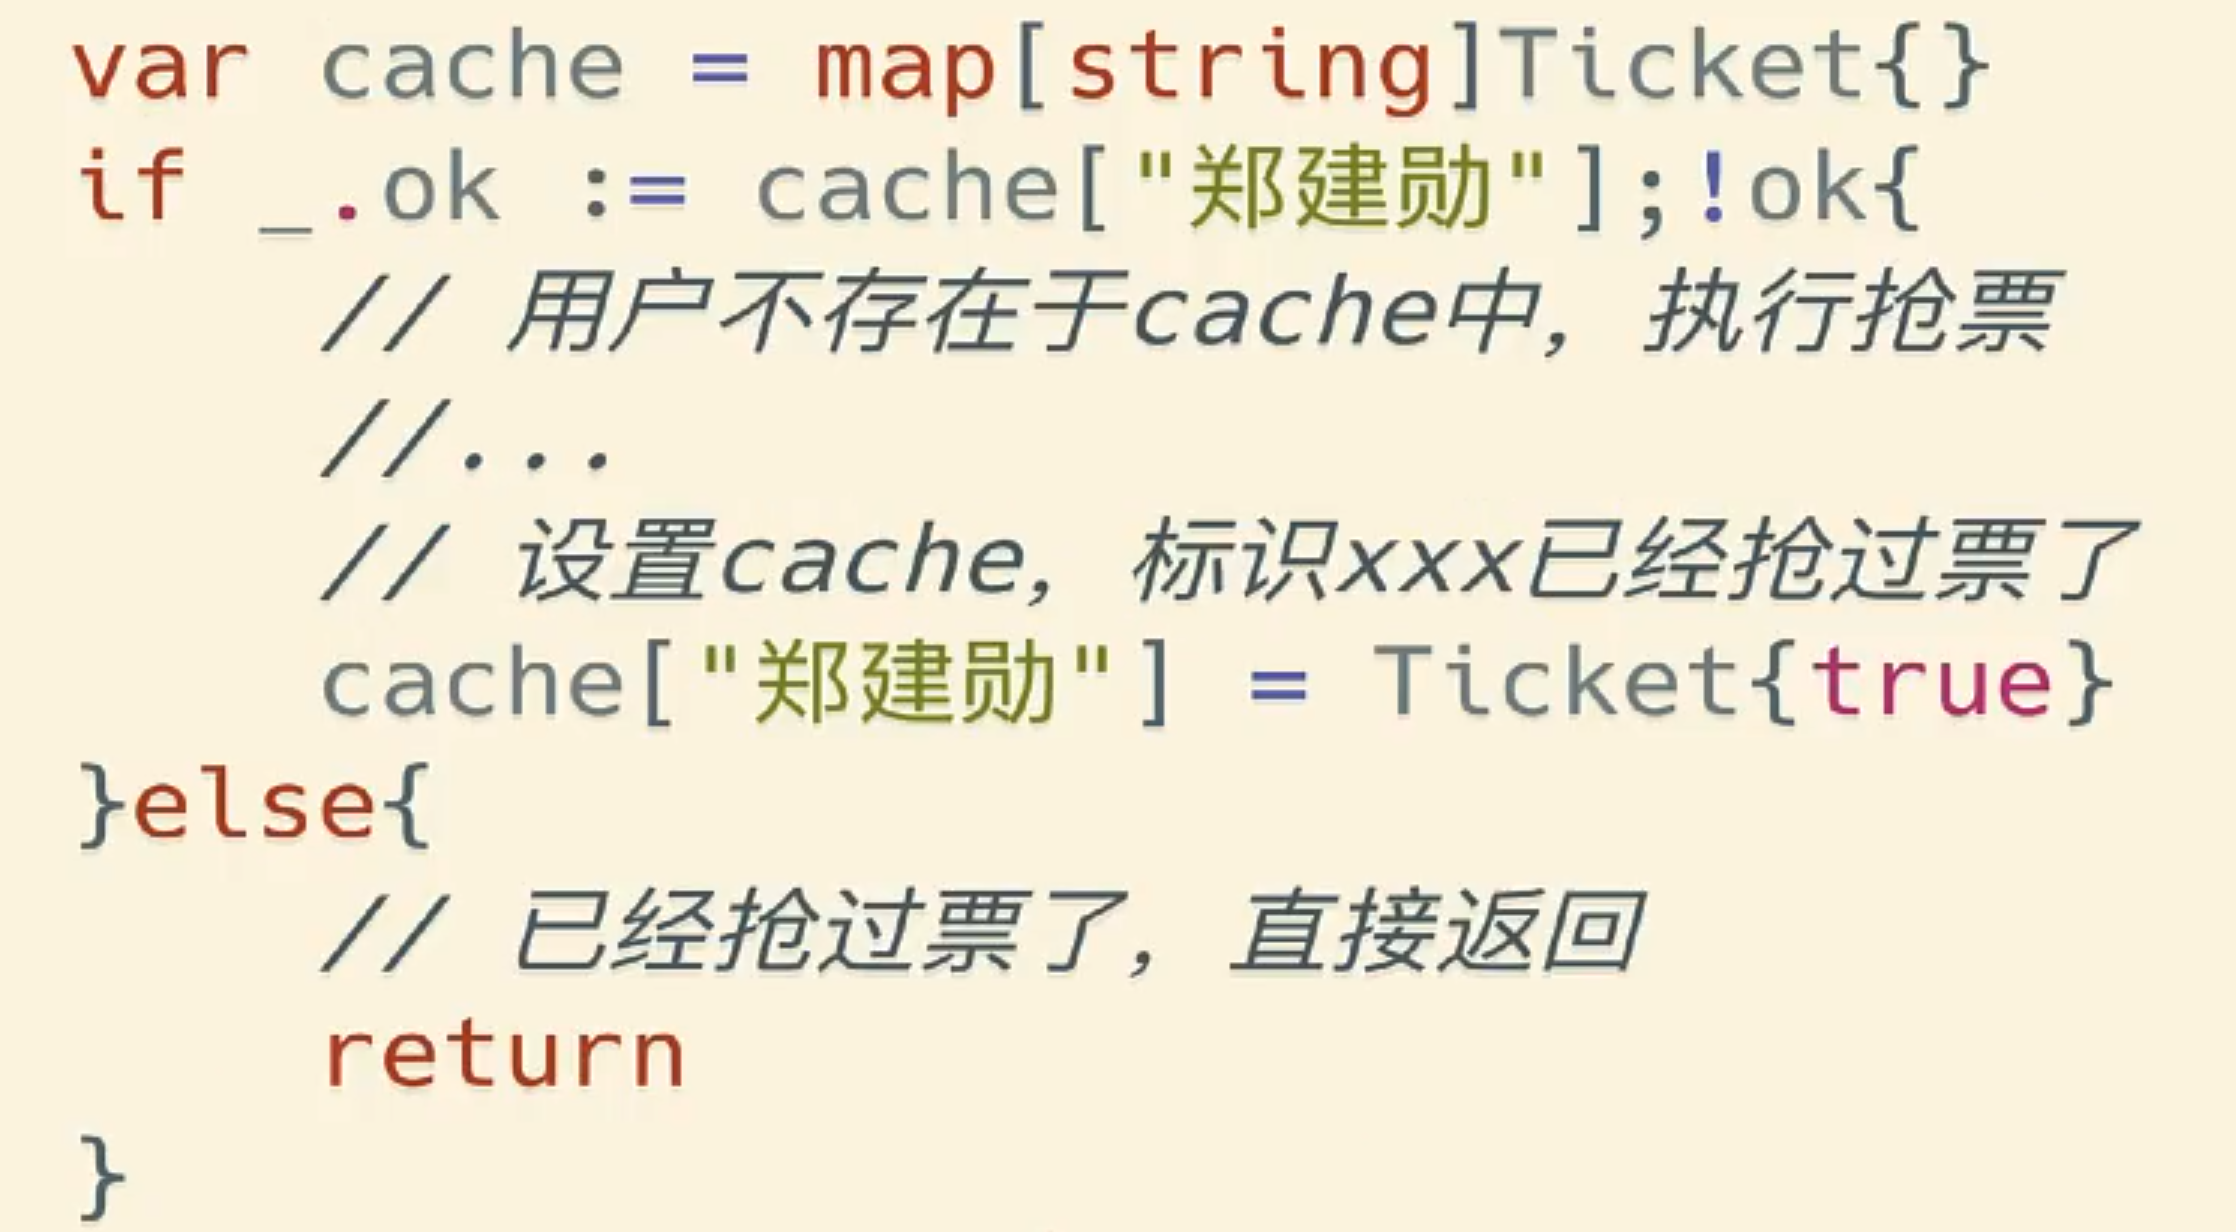 var cache = map[string]Ticket{}
if _.ok := cache["郑建勋"];!ok{
    // 用户不存在于cache中，执行抢票
    //...
    // 设置cache，标识xxx已经抢过票了
    cache["郑建勋"] = Ticket{true}
}else{
    // 已经抢过票了，直接返回
    return
}